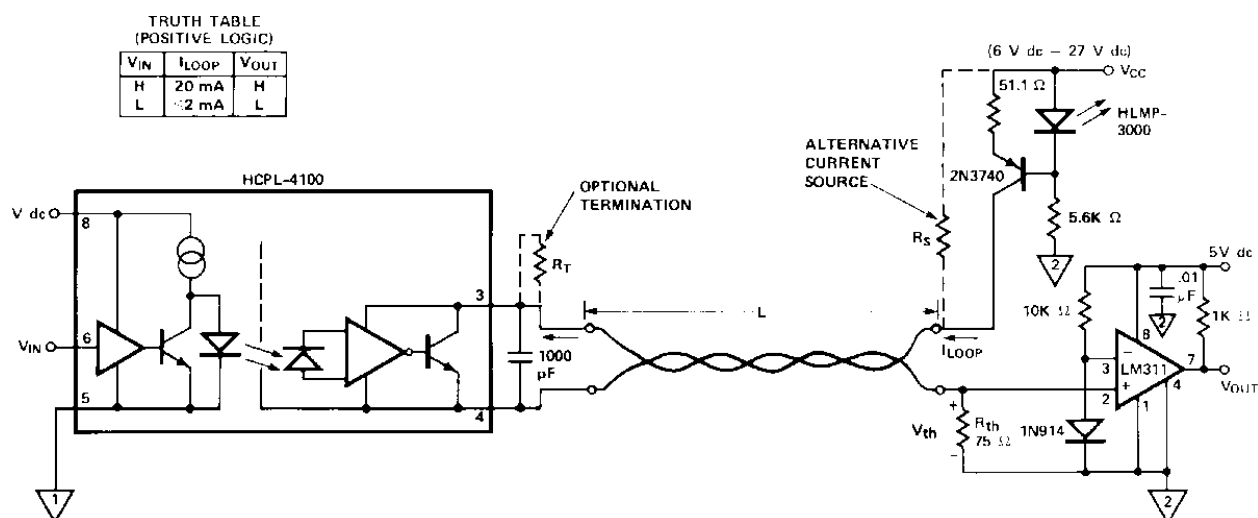 TRUTH TABLE
(POSITIVE LOGIC)
VIN ILOOP VOUT
H 20 mA H
L ≤2 mA L
HCPL-4100
V dc
8
6
VIN
5
3
4
1
OPTIONAL
TERMINATION
RT
1000
pF
L
ALTERNATIVE
CURRENT
SOURCE
RS
ILOOP
(6 V dc – 27 V dc)
VCC
51.1 Ω
HLMP-
3000
2N3740
5.6K Ω
2
5V dc
.01
μF
2
10K Ω
1K Ω
8
3
−
LM311
7
+
2
4
1
VOUT
+
Vth
Rth
75 Ω
−
1N914
2